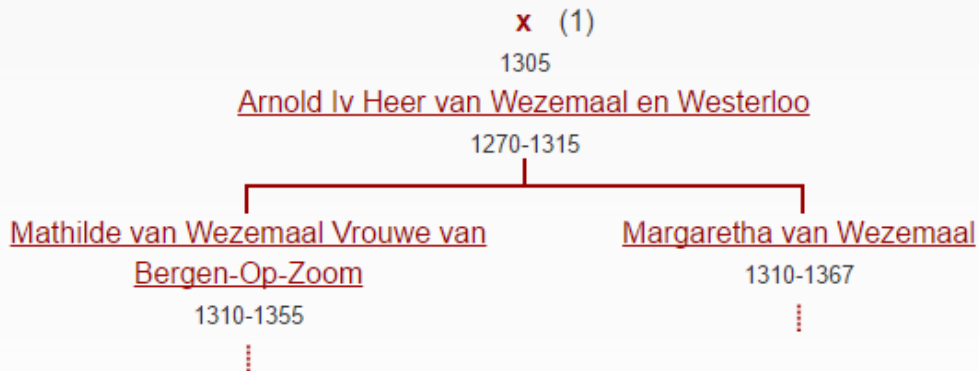 x (1)
1305
Arnold Iv Heer van Wezemaal en Westerloo
1270-1315
Mathilde van Wezemaal Vrouwe van
Bergen-Op-Zoom
1310-1355
Margaretha van Wezemaal
1310-1367